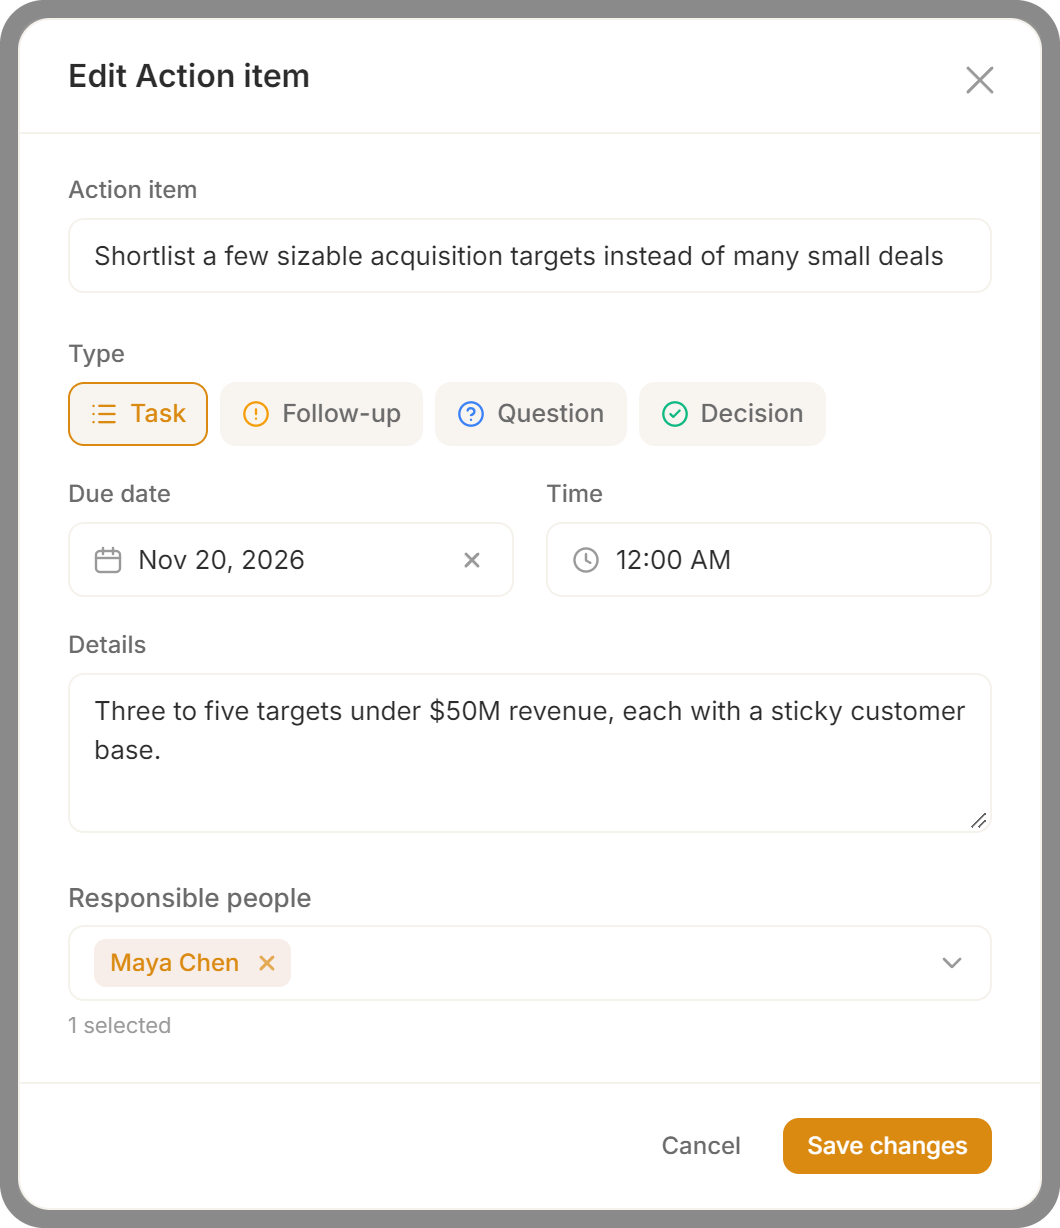 Edit Action item
Action item
Shortlist a few sizable acquisition targets instead of many small deals
Type
Task Follow-up Question Decision
Due date Time
Nov 20, 2026 12:00 AM
Details
Three to five targets under $50M revenue, each with a sticky customer
base.
Responsible people
Maya Chen
1 selected
Cancel Save changes